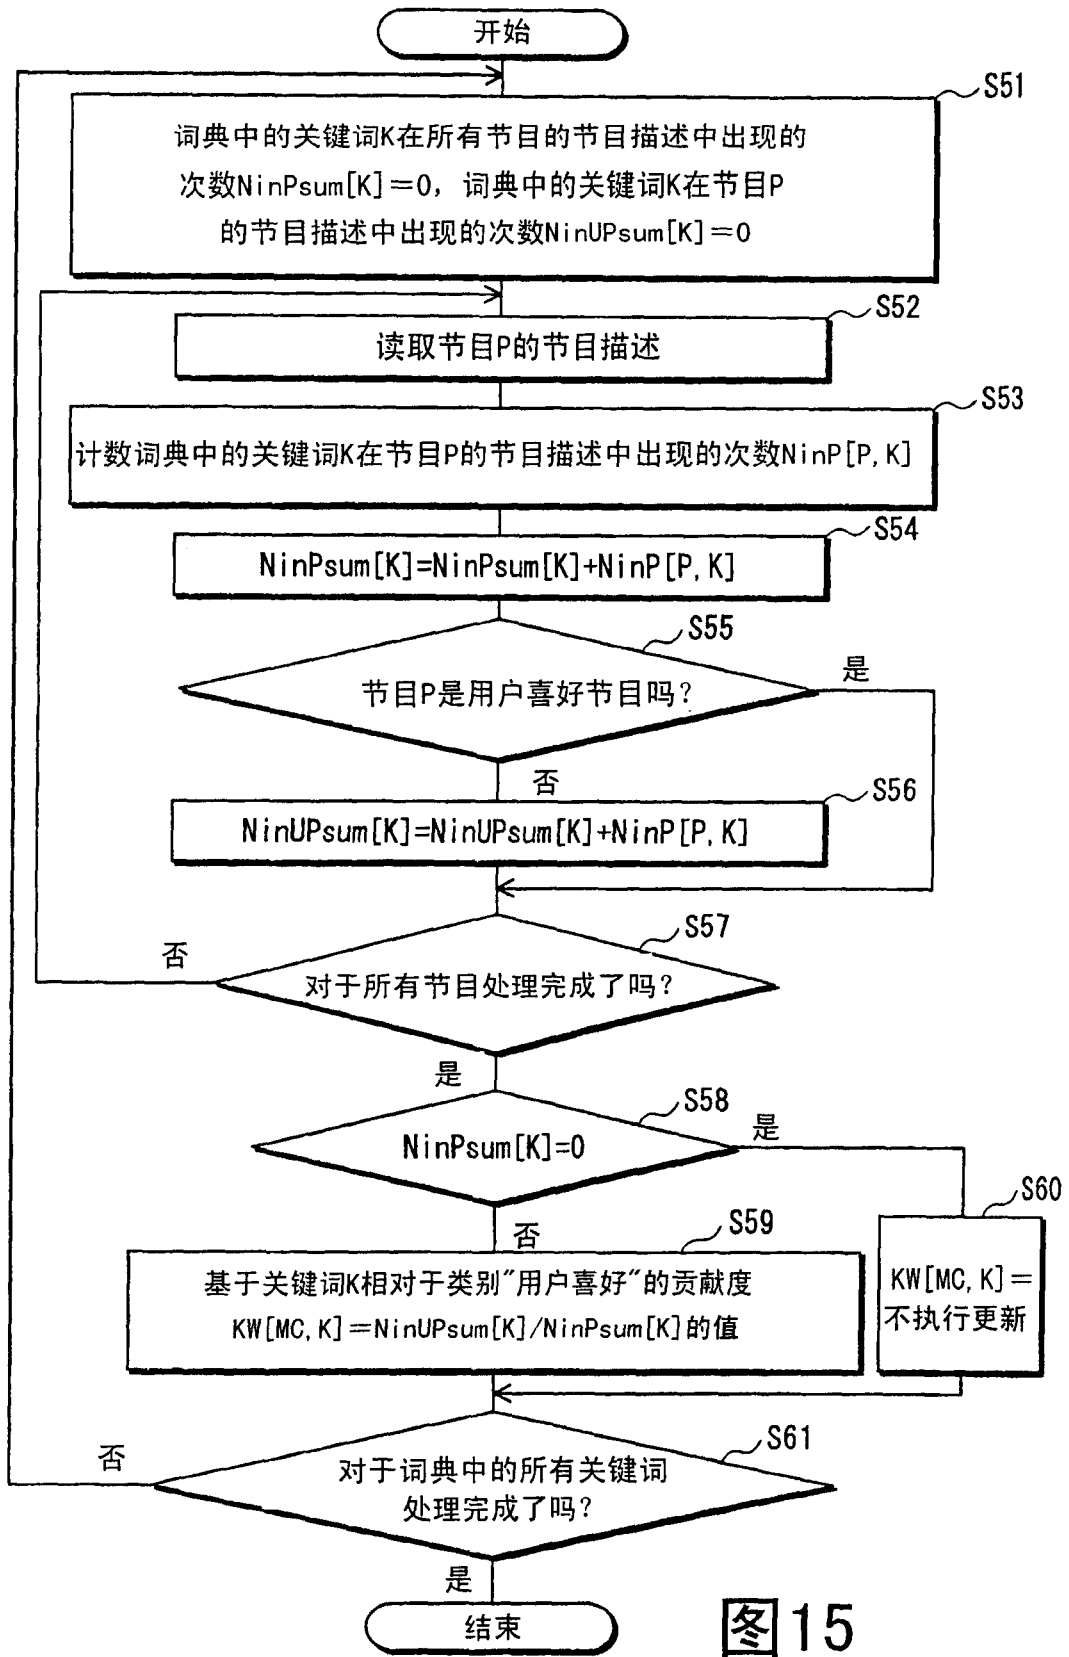 开始
S51
词典中的关键词K在所有节目的节目描述中出现的
次数NinPsum[K]＝0，词典中的关键词K在节目P
的节目描述中出现的次数NinUPsum[K]＝0
S52
读取节目P的节目描述
S53
计数词典中的关键词K在节目P的节目描述中出现的次数NinP[P,K]
S54
NinPsum[K]=NinPsum[K]+NinP[P,K]
S55
节目P是用户喜好节目吗？
是
否
S56
NinUPsum[K]=NinUPsum[K]+NinP[P,K]
S57
对于所有节目处理完成了吗？
否
是
S58
NinPsum[K]=0
是
否
S59
基于关键词K相对于类别"用户喜好"的贡献度
KW[MC,K]＝NinUPsum[K]/NinPsum[K]的值
S60
KW[MC,K]＝
不执行更新
S61
对于词典中的所有关键词
处理完成了吗？
否
是
结束
图15